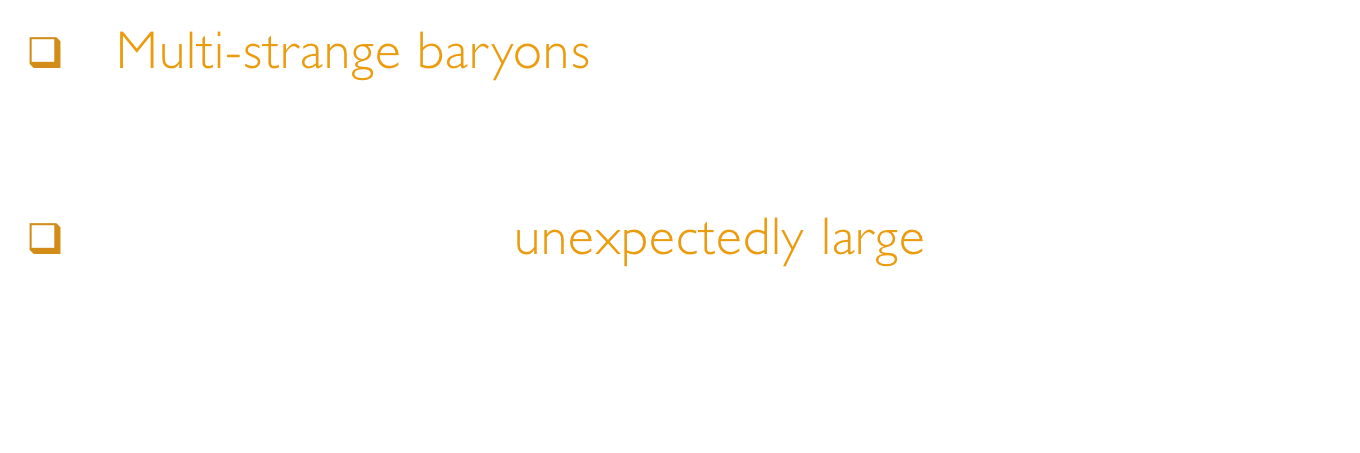 ❑ Multi-strange baryons
❑ unexpectedly large